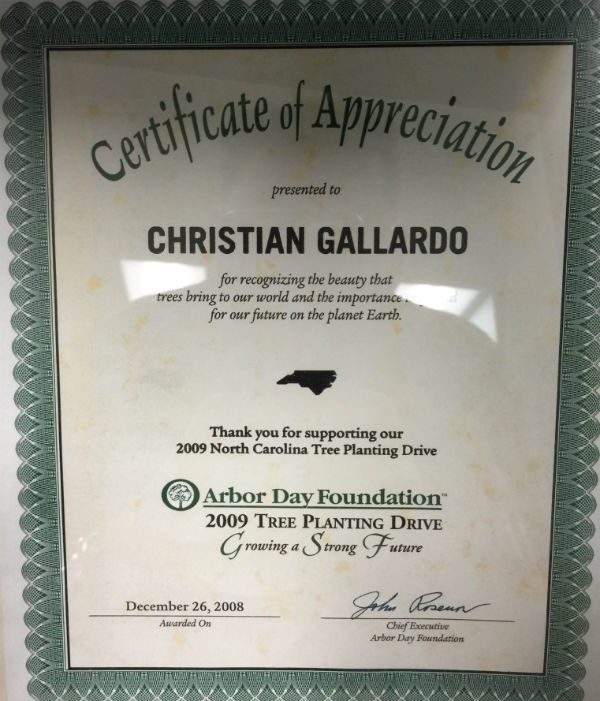 Certificate of Appreciation
presented to
CHRISTIAN GALLARDO
for recognizing the beauty that
trees bring to our world and the importance
for our future on the planet Earth.
Thank you for supporting our
2009 North Carolina Tree Planting Drive
Arbor Day Foundation™
2009 TREE PLANTING DRIVE
Growing a Strong Future
December 26, 2008
John Rosenow
Awarded On
Chief Executive
Arbor Day Foundation